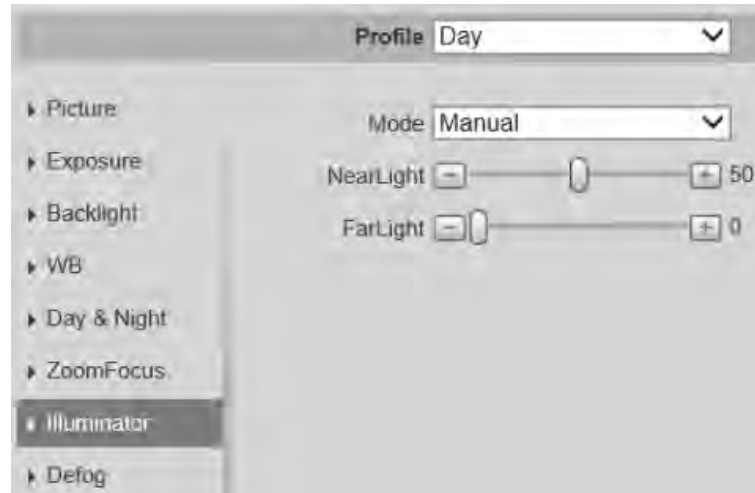 Profile Day
Picture
Mode Manual
Exposure
NearLight 50
Backlight
FarLight 0
WB
Day & Night
ZoomFocus
Illuminator
Defog